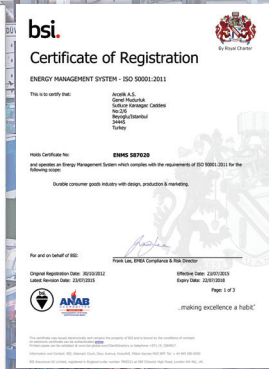 bsi.
By Royal Charter
Certificate of Registration
ENERGY MANAGEMENT SYSTEM - ISO 50001:2011
This is to certify that:
Arcelik A.S.
Genel Mudurluk
Sutluce Karaagac Caddesi
No:2/6
Beyoglu/Istanbul
34445
Turkey
Holds Certificate No:
ENMS 587020
and operates an Energy Management System which complies with the requirements of ISO 50001:2011 for the
following scope:
Durable consumer goods industry with design, production & marketing.
For and on behalf of BSI:
Frank Lee, EMEA Compliance & Risk Director
Original Registration Date: 30/10/2012
Effective Date: 23/07/2015
Latest Revision Date: 23/07/2015
Expiry Date: 22/07/2018
Page: 1 of 3
bsi
ANAB
...making excellence a habit.